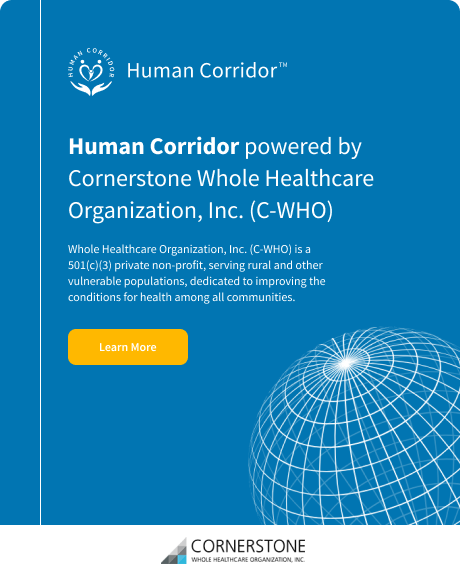 HUMAN CORRIDOR
Human Corridor™
Human Corridor powered by
Cornerstone Whole Healthcare
Organization, Inc. (C-WHO)
Whole Healthcare Organization, Inc. (C-WHO) is a
501(c)(3) private non-profit, serving rural and other
vulnerable populations, dedicated to improving the
conditions for health among all communities.
Learn More
CORNERSTONE
WHOLE HEALTHCARE ORGANIZATION, INC.